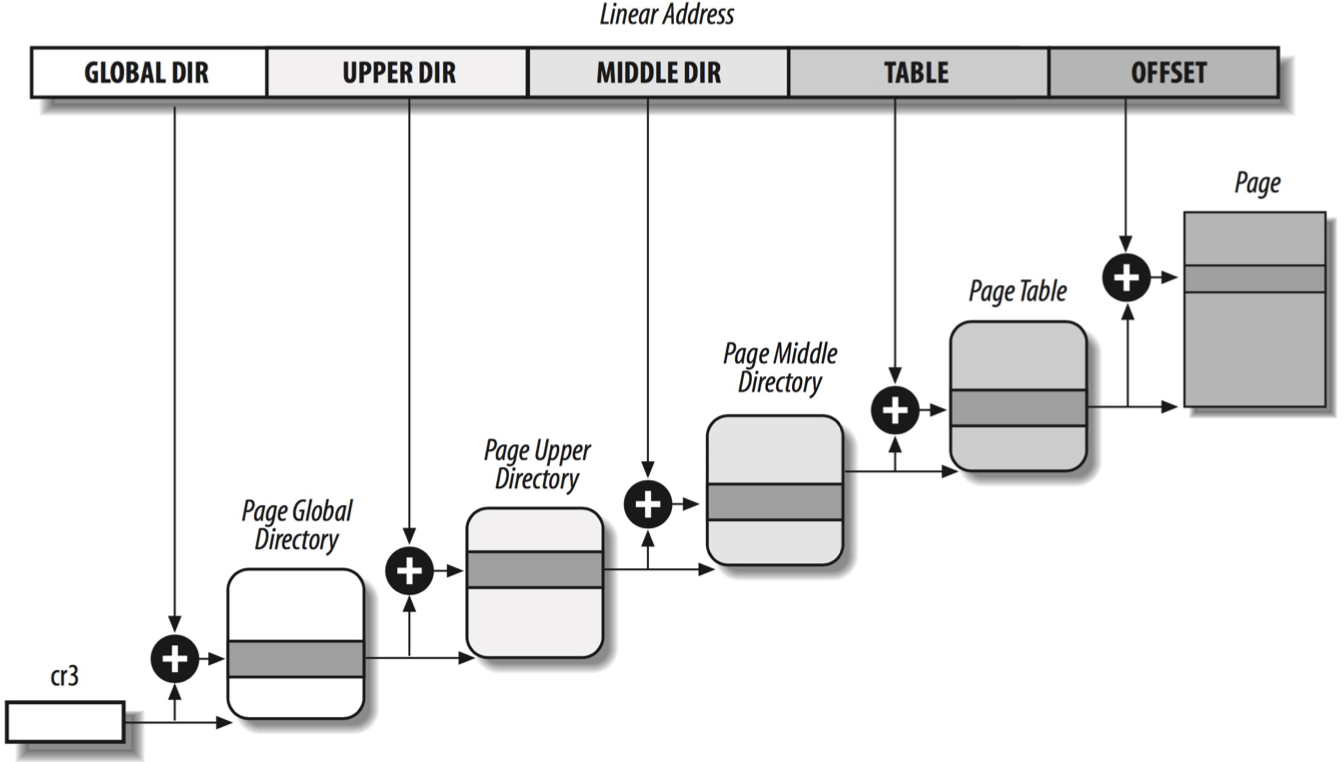 Linear Address
GLOBAL DIR
UPPER DIR
MIDDLE DIR
TABLE
OFFSET
Page
Page Table
Page Middle
Directory
Page Upper
Directory
Page Global
Directory
cr3